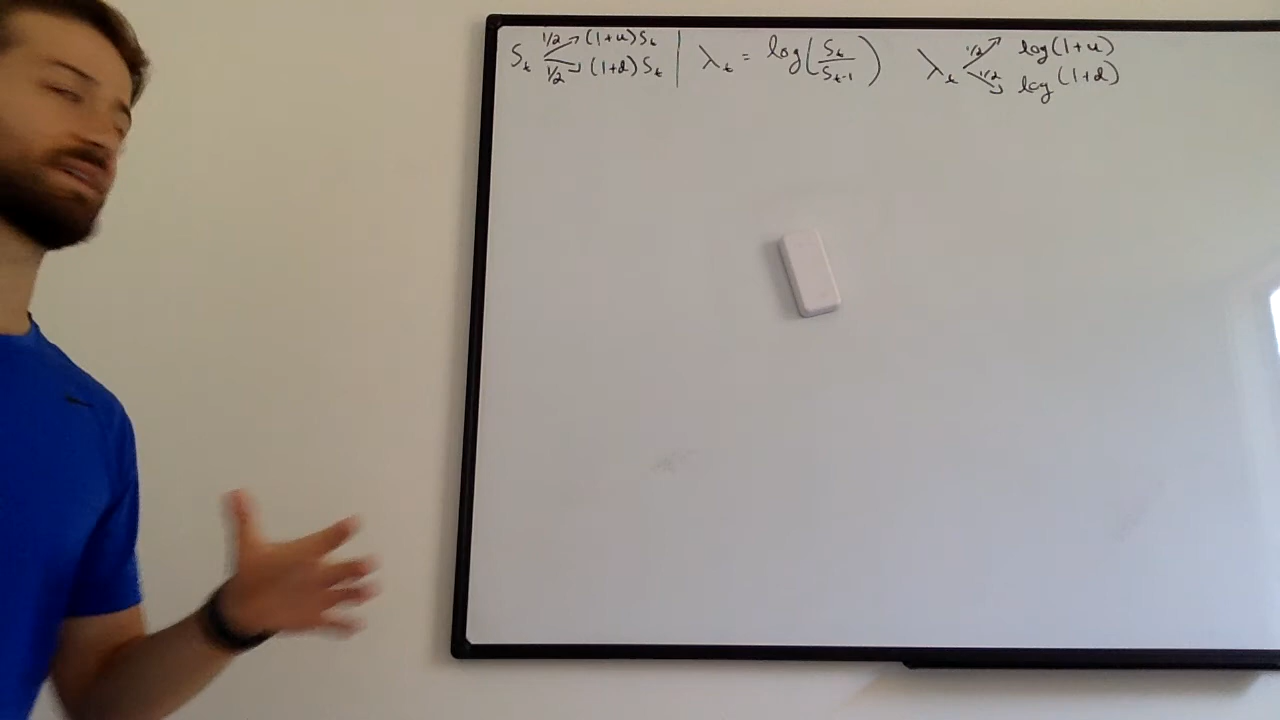 S_t 1/2 ↗ (1+u)S_t | λ_t = log(S_t / S_{t-1}) λ_t 1/2 ↗ log(1+u)
1/2 ↘ (1+d)S_t 1/2 ↘ log(1+d)